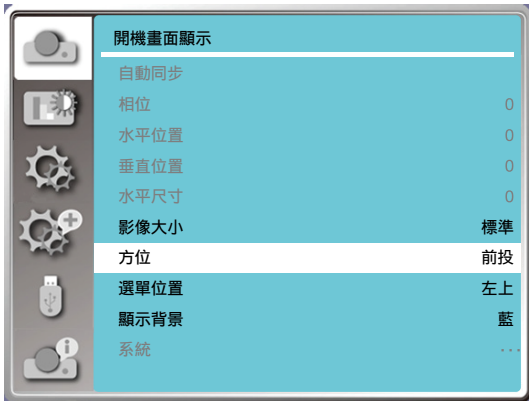 開機畫面顯示
自動同步
相位 0
水平位置 0
垂直位置 0
水平尺寸 0
影像大小 標準
方位 前投
選單位置 左上
顯示背景 藍
系統 ...